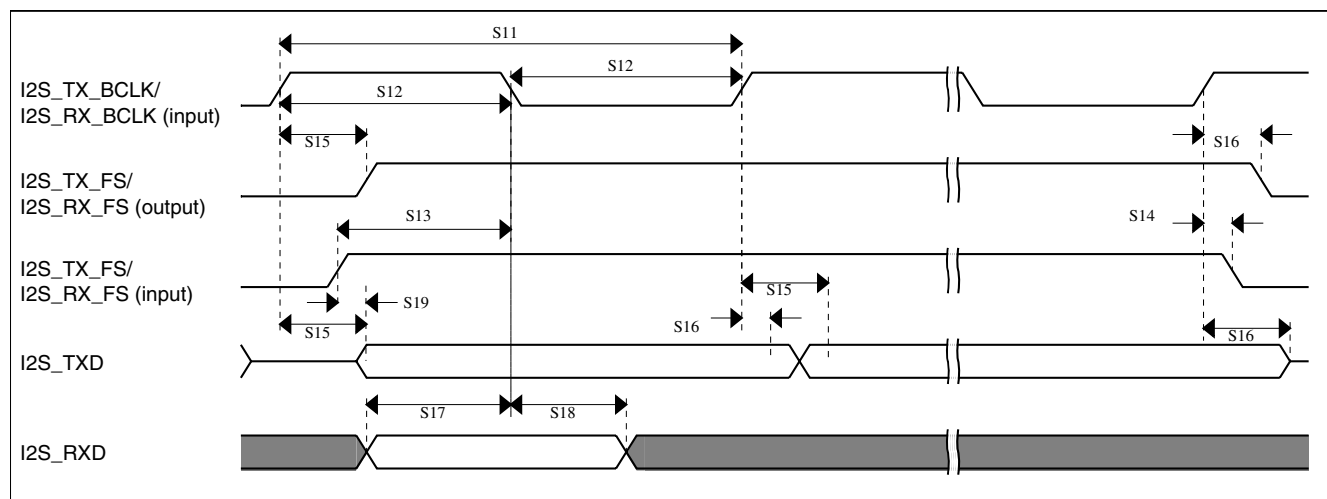 S11
I2S_TX_BCLK/
I2S_RX_BCLK (input)
S12
S12
S15
S16
I2S_TX_FS/
I2S_RX_FS (output)
S13
S14
I2S_TX_FS/
I2S_RX_FS (input)
S19
S15
S15
S16
S16
I2S_TXD
S17
S18
I2S_RXD